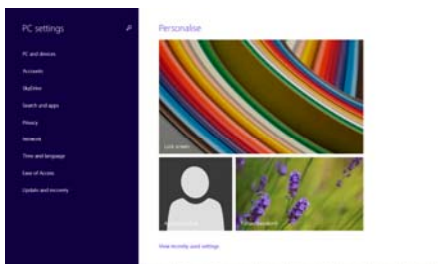 PC settings
Personalise
PC and devices
Accounts
SkyDrive
Search and apps
Privacy
Network
Time and language
Ease of Access
Update and recovery
Lock screen
View recently used settings